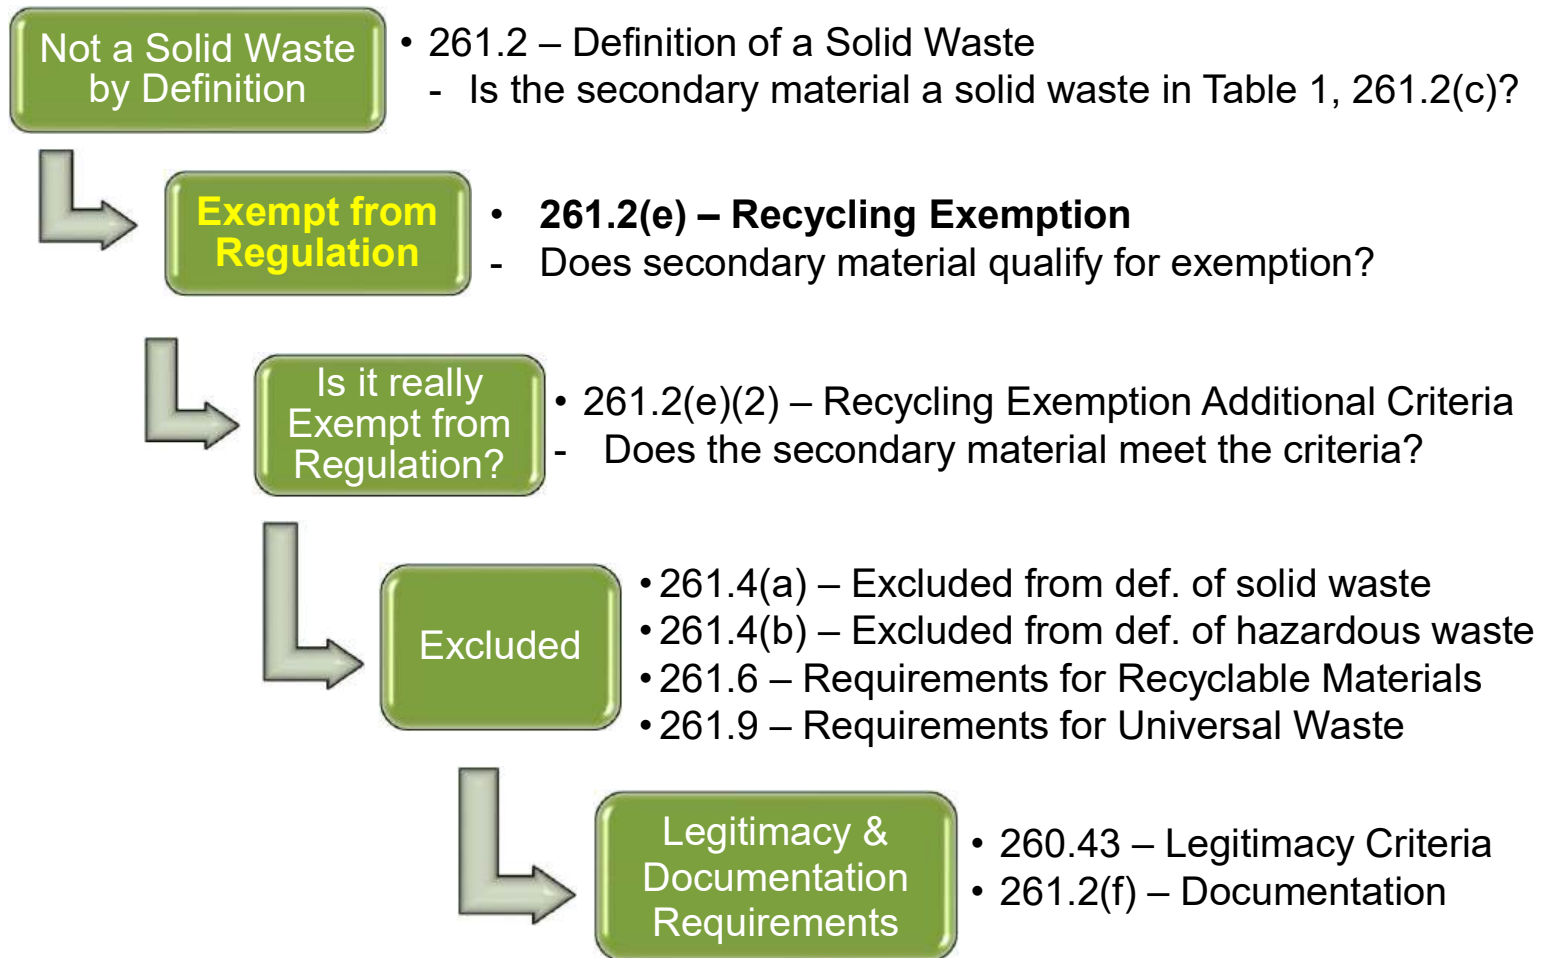 Not a Solid Waste
by Definition
• 261.2 – Definition of a Solid Waste
- Is the secondary material a solid waste in Table 1, 261.2(c)?
Exempt from
Regulation
• 261.2(e) – Recycling Exemption
- Does secondary material qualify for exemption?
Is it really
Exempt from
Regulation?
• 261.2(e)(2) – Recycling Exemption Additional Criteria
- Does the secondary material meet the criteria?
Excluded
• 261.4(a) – Excluded from def. of solid waste
• 261.4(b) – Excluded from def. of hazardous waste
• 261.6 – Requirements for Recyclable Materials
• 261.9 – Requirements for Universal Waste
Legitimacy &
Documentation
Requirements
• 260.43 – Legitimacy Criteria
• 261.2(f) – Documentation